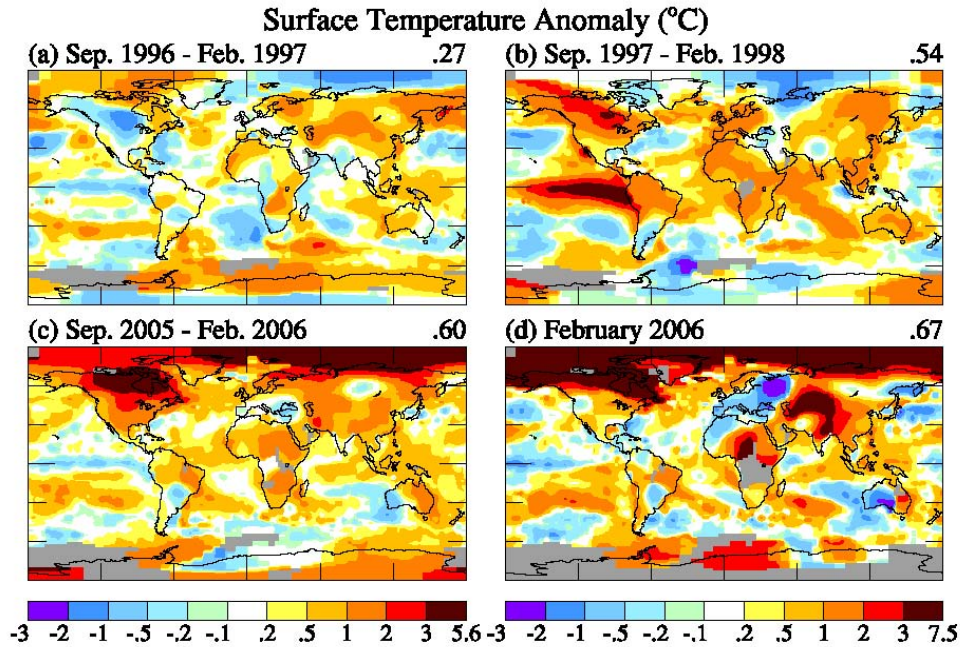 Surface Temperature Anomaly (°C)
(a) Sep. 1996 - Feb. 1997 .27
(b) Sep. 1997 - Feb. 1998 .54
(c) Sep. 2005 - Feb. 2006 .60
(d) February 2006 .67
-3 -2 -1 -.5 -.2 .2 .5 1 2 3 5.6
-3 -2 -1 -.5 -.2 .2 .5 1 2 3 7.5